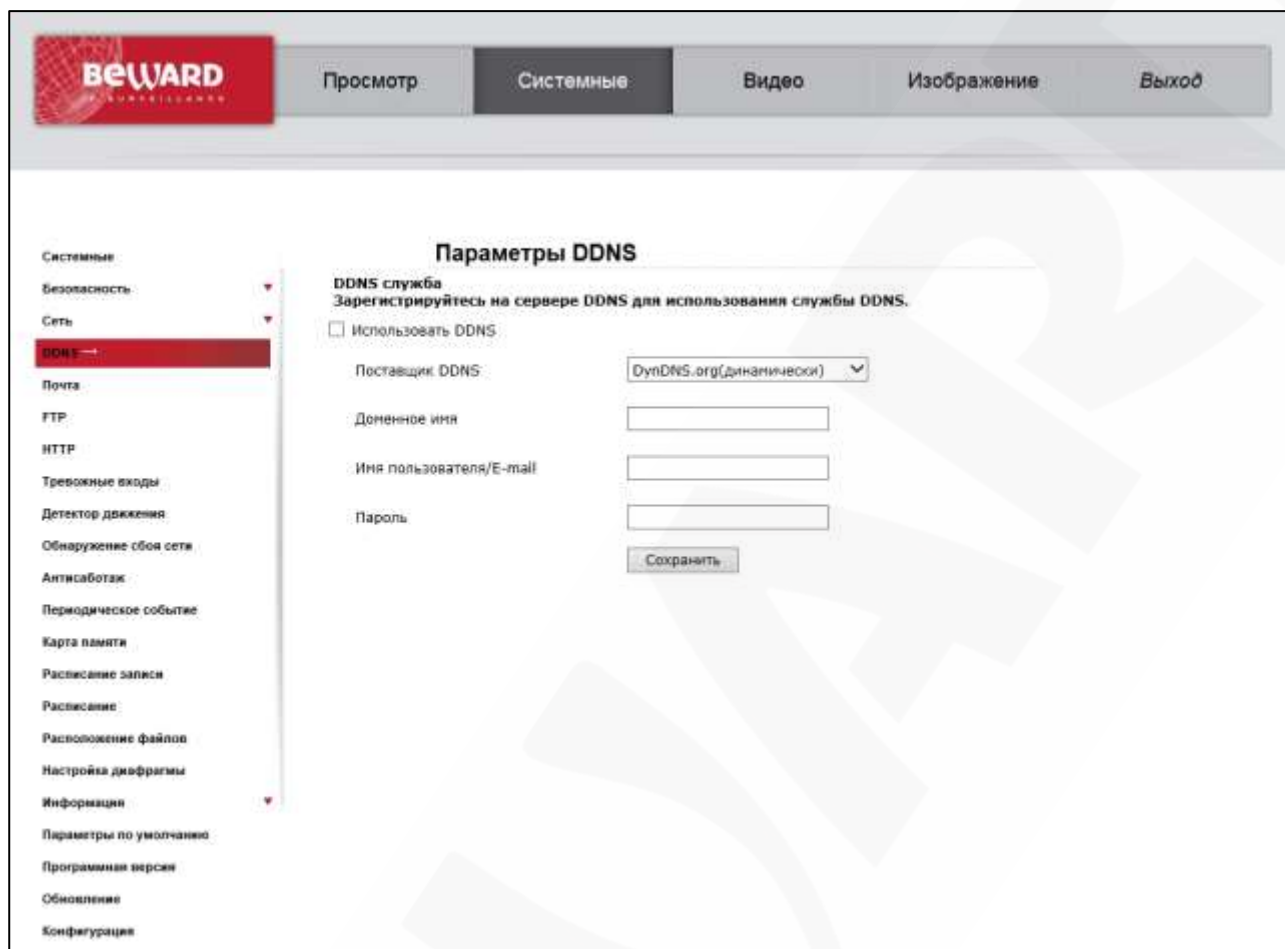 BEWARD
Просмотр
Системные
Видео
Изображение
Выход
Системные
Безопасность
Сеть
DDNS
Почта
FTP
HTTP
Тревожные входы
Детектор движения
Обнаружение сбоя сети
Антисаботаж
Периодическое событие
Карта памяти
Расписание записи
Расписание
Расположение файлов
Настройка диафрагмы
Информация
Параметры по умолчанию
Программная версия
Обновление
Конфигурация
Параметры DDNS
DDNS служба
Зарегистрируйтесь на сервере DDNS для использования службы DDNS.
Использовать DDNS
Поставщик DDNS
DynDNS.org(динамически)
Доменное имя
Имя пользователя/E-mail
Пароль
Сохранить